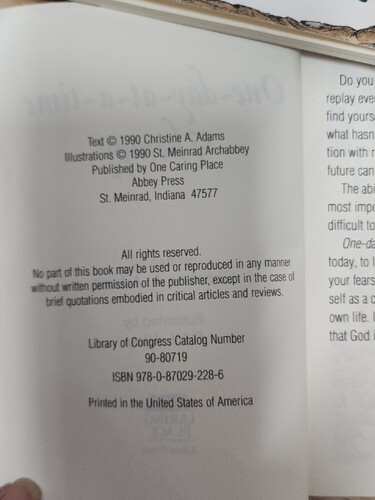 Text © 1990 Christine A. Adams
Illustrations © 1990 St. Meinrad Archabbey
Published by One Caring Place
Abbey Press
St. Meinrad, Indiana 47577
All rights reserved.
No part of this book may be used or reproduced in any manner
without written permission of the publisher, except in the case of
brief quotations embodied in critical articles and reviews.
Library of Congress Catalog Number
90-80719
ISBN 978-0-87029-228-6
Printed in the United States of America
Do you
replay eve
find yours
what hasn
tion with r
future can
The abi
most impo
difficult to
One-da
today, to l
your fears
self as a c
own life. I
that God i